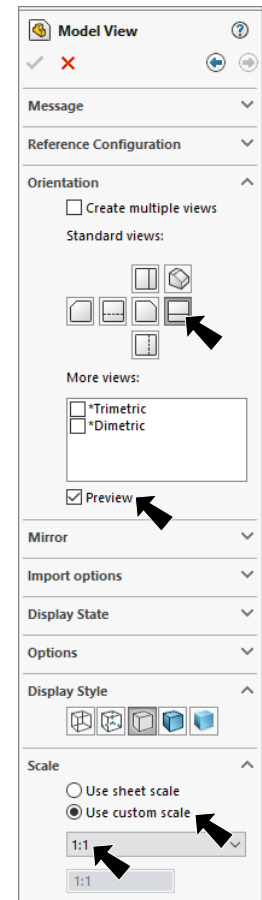 Model View
Message
Reference Configuration
Orientation
Create multiple views
Standard views:
More views:
*Trimetric
*Dimetric
Preview
Mirror
Import options
Display State
Options
Display Style
Scale
Use sheet scale
Use custom scale
1:1
1:1